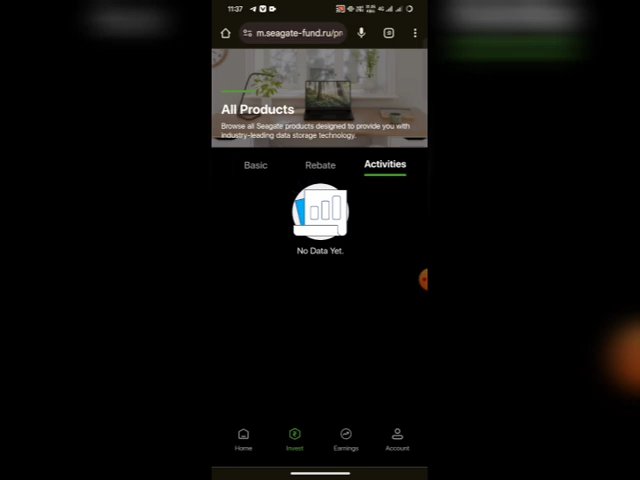 11:37
m.seagate-fund.ru/pr
All Products
Browse all Seagate products designed to provide you with
industry-leading data storage technology.
Basic
Rebate
Activities
No Data Yet.
Home
Invest
Earnings
Account